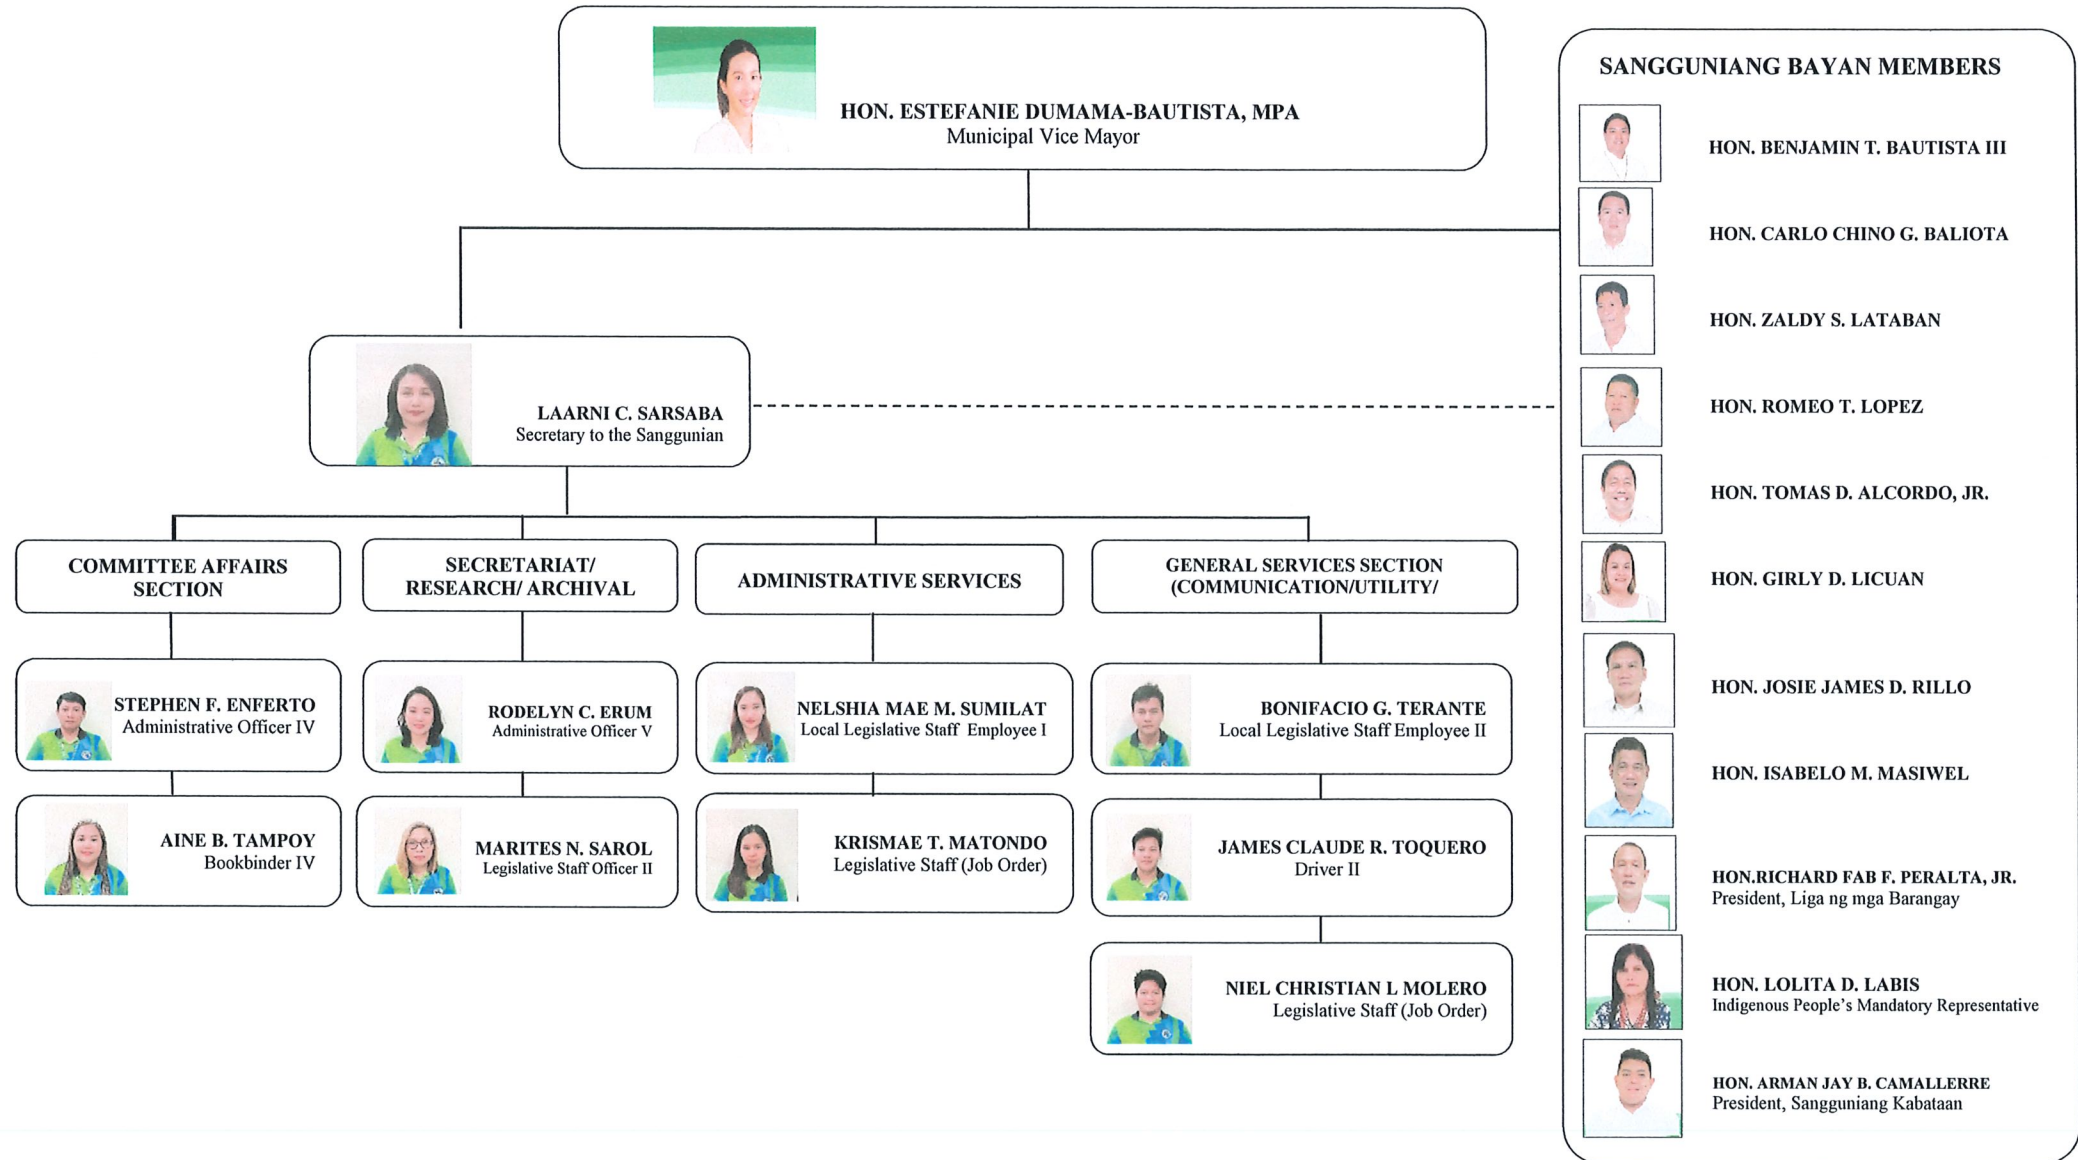 HON. ESTEFANIE DUMAMA-BAUTISTA, MPA
Municipal Vice Mayor
LAARNI C. SARSABA
Secretary to the Sanggunian
COMMITTEE AFFAIRS
SECTION
STEPHEN F. ENFERTO
Administrative Officer IV
AINE B. TAMPOY
Bookbinder IV
SECRETARIAT/
RESEARCH/ ARCHIVAL
RODELYN C. ERUM
Administrative Officer V
MARITES N. SAROL
Legislative Staff Officer II
ADMINISTRATIVE SERVICES
NELSHIA MAE M. SUMILAT
Local Legislative Staff Employee I
KRISMAE T. MATONDO
Legislative Staff (Job Order)
GENERAL SERVICES SECTION
(COMMUNICATION/UTILITY/
BONIFACIO G. TERANTE
Local Legislative Staff Employee II
JAMES CLAUDE R. TOQUERO
Driver II
NIEL CHRISTIAN L MOLERO
Legislative Staff (Job Order)
SANGGUNIANG BAYAN MEMBERS
HON. BENJAMIN T. BAUTISTA III
HON. CARLO CHINO G. BALIOTA
HON. ZALDY S. LATABAN
HON. ROMEO T. LOPEZ
HON. TOMAS D. ALCORDO, JR.
HON. GIRLY D. LICUAN
HON. JOSIE JAMES D. RILLO
HON. ISABELO M. MASIWEL
HON.RICHARD FAB F. PERALTA, JR.
President, Liga ng mga Barangay
HON. LOLITA D. LABIS
Indigenous People's Mandatory Representative
HON. ARMAN JAY B. CAMALLERRE
President, Sangguniang Kabataan